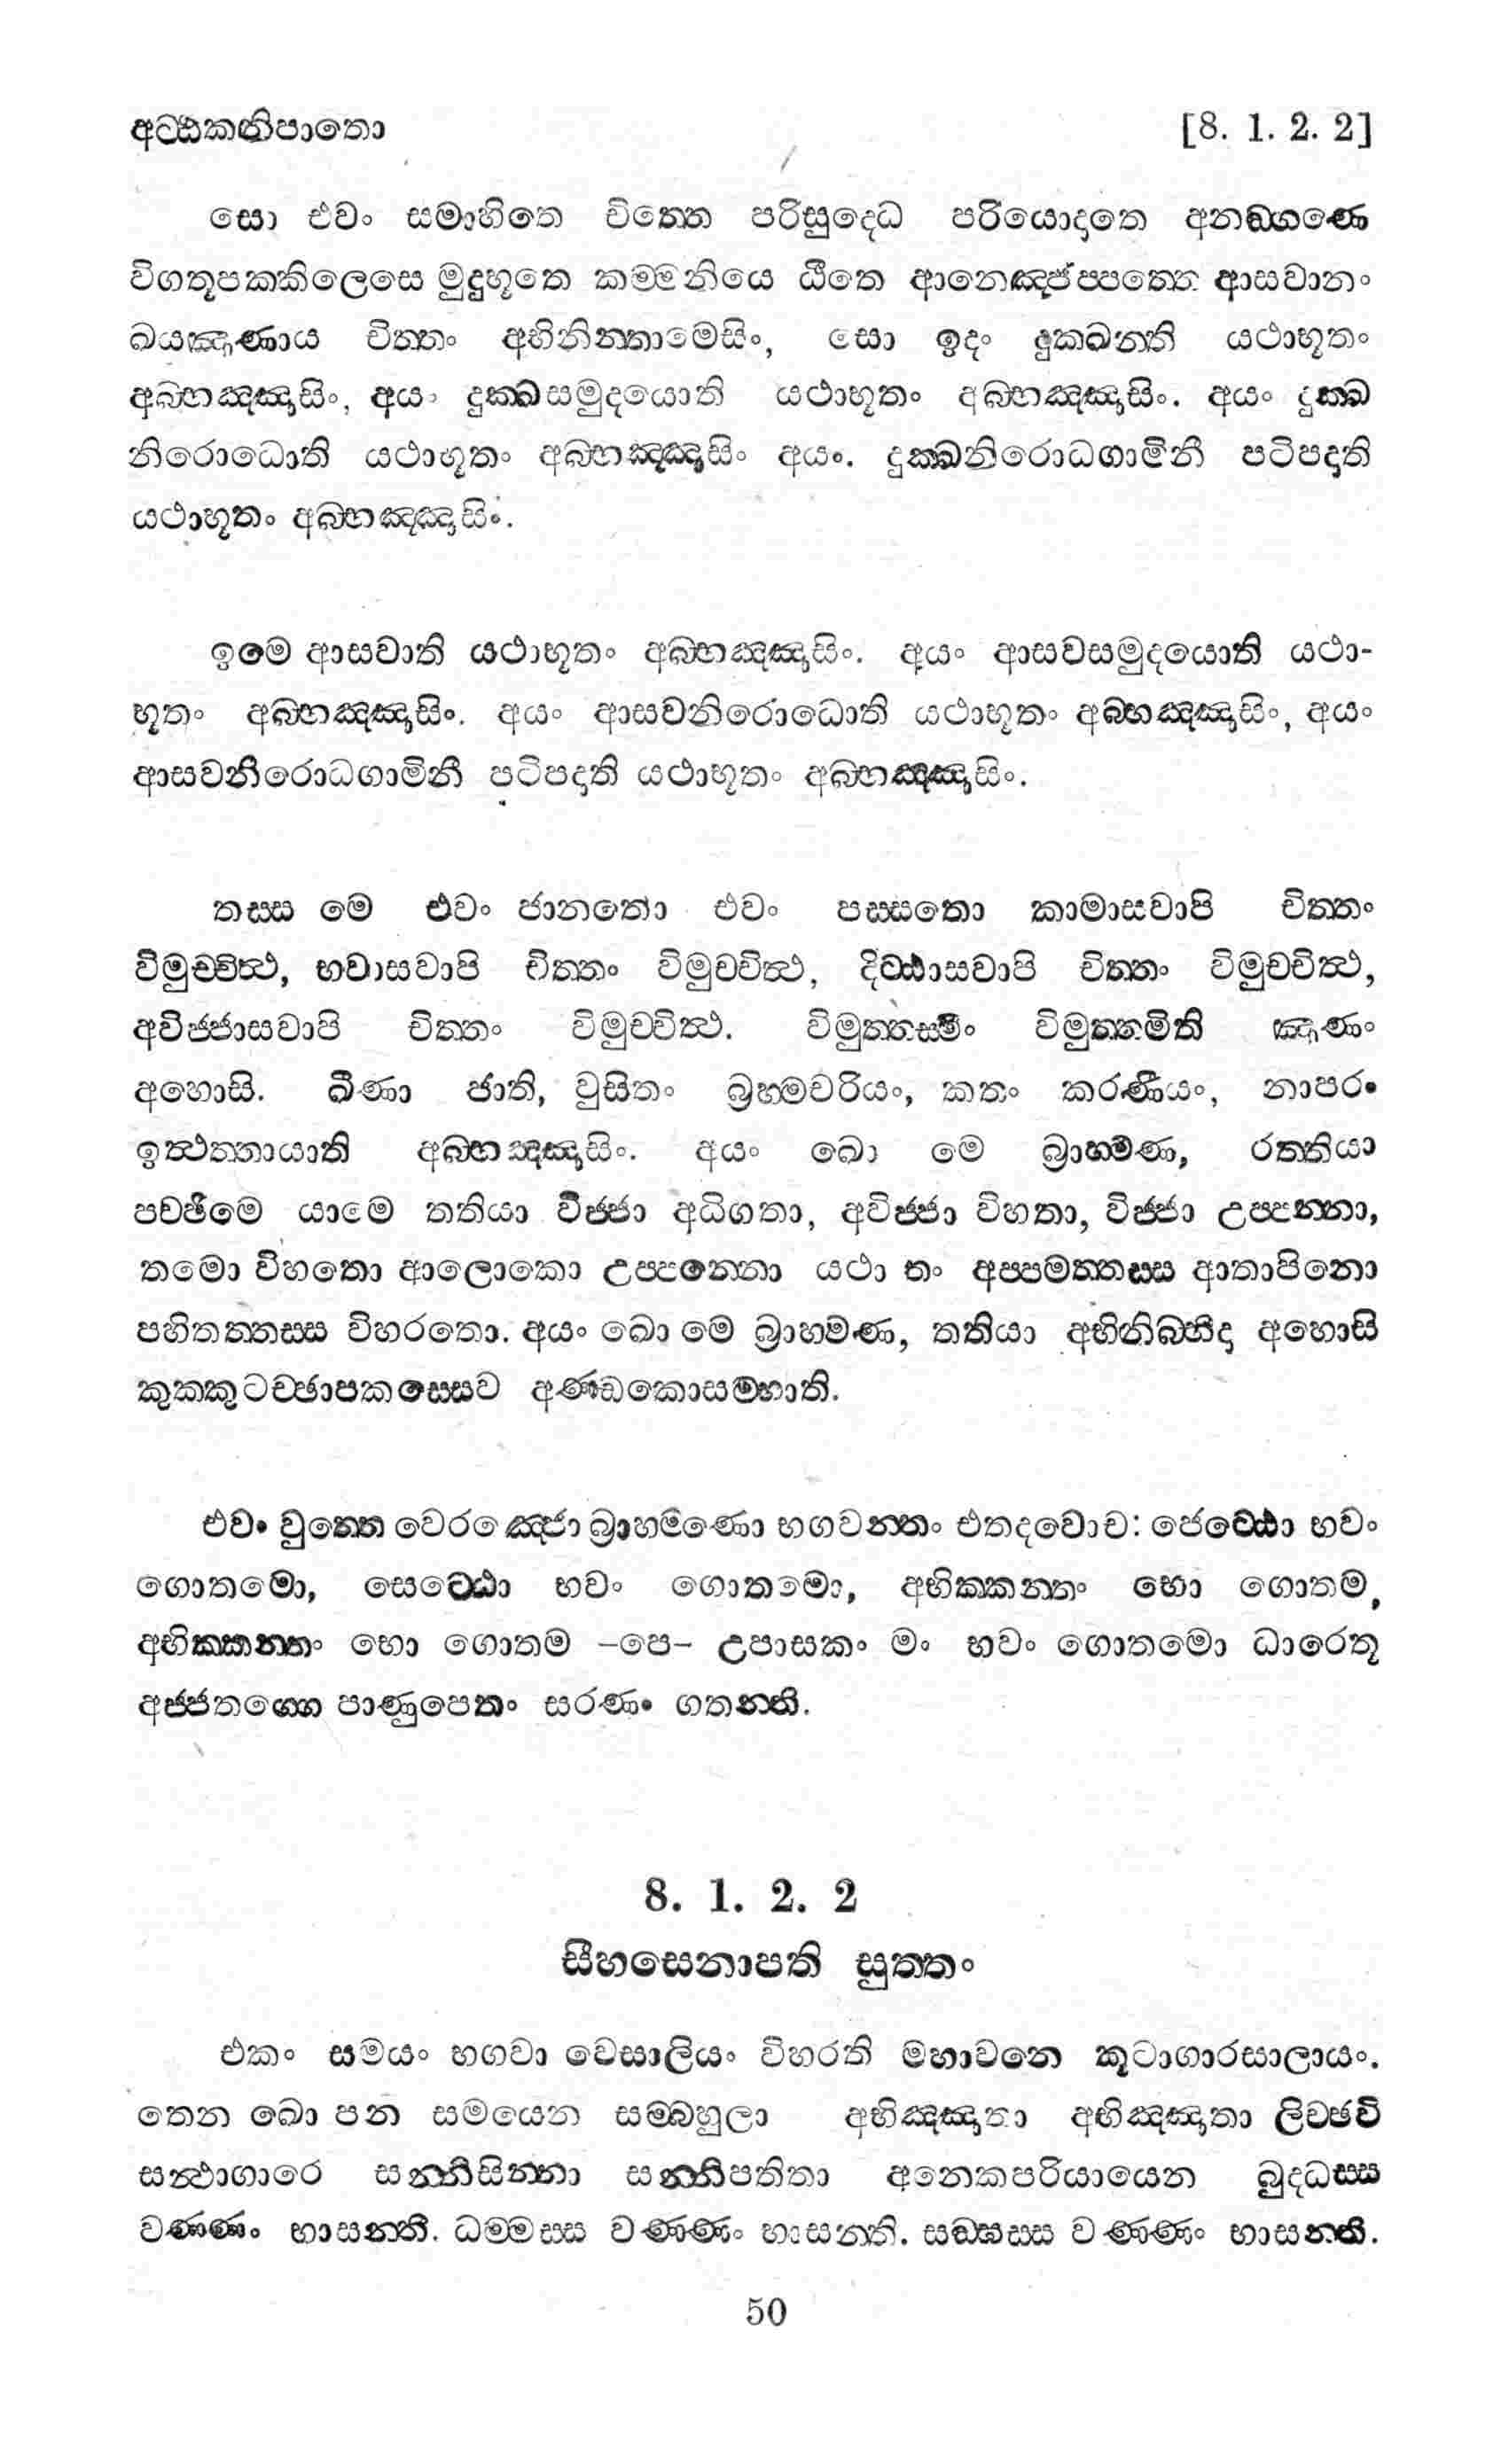 අට්ඨකනිපාතො [8. 1. 2. 2]
සො එවං සමාහිතෙ චිත්තෙ පරිසුද්ධෙ පරියොදාතෙ අනඞ්ගණෙ
විගතූපක්කිලෙසෙ මුදුභූතෙ කම්මනියෙ ඨිතෙ ආනෙඤ්ජප්පත්තෙ ආසවානං
ඛයඤාණාය චිත්තං අභිනින්නාමෙසිං, සො ඉදං දුක්ඛන්ති යථාභූතං
අබ්භඤ්ඤාසිං, අයං දුක්ඛසමුදයොති යථාභූතං අබ්භඤ්ඤාසිං. අයං දුක්ඛ
නිරොධොති යථාභූතං අබ්භඤ්ඤාසිං අයං. දුක්ඛනිරොධගාමිනී පටිපදාති
යථාභූතං අබ්භඤ්ඤාසිං.
ඉමෙ ආසවාති යථාභූතං අබ්භඤ්ඤාසිං. අයං ආසවසමුදයොති යථා-
භූතං අබ්භඤ්ඤාසිං. අයං ආසවනිරොධොති යථාභූතං අබ්භඤ්ඤාසිං, අයං
ආසවනිරොධගාමිනී පටිපදාති යථාභූතං අබ්භඤ්ඤාසිං.
තස්ස මෙ එවං ජානතො එවං පස්සතො කාමාසවාපි චිත්තං
විමුච්චිත්ථ, භවාසවාපි චිත්තං විමුච්චිත්ථ, දිට්ඨාසවාපි චිත්තං විමුච්චිත්ථ,
අවිජ්ජාසවාපි චිත්තං විමුච්චිත්ථ. විමුත්තස්මිං විමුත්තමිති ඤාණං
අහොසි. ඛීණා ජාති, වුසිතං බ්‍රහ්මචරියං, කතං කරණීයං, නාපරං
ඉත්ථත්තායාති අබ්භඤ්ඤාසිං. අයං ඛො මෙ බ්‍රාහ්මණ, රත්තියා
පච්ඡිමෙ යාමෙ තතියා විජ්ජා අධිගතා, අවිජ්ජා විහතා, විජ්ජා උප්පන්නා,
තමො විහතො ආලොකො උප්පන්නො යථා තං අප්පමත්තස්ස ආතාපිනො
පහිතත්තස්ස විහරතො. අයං ඛො මෙ බ්‍රාහ්මණ, තතියා අභිනිබ්භිදා අහොසි
කුක්කුටච්ඡාපකස්සෙව අණ්ඩකොසම්හාති.
එවං වුත්තෙ වෙරඤ්ජො බ්‍රාහ්මණො භගවන්තං එතදවොච: ජෙට්ඨො භවං
ගොතමො, සෙට්ඨො භවං ගොතමො, අභික්කන්තං භො ගොතම,
අභික්කන්තං භො ගොතම –පෙ– උපාසකං මං භවං ගොතමො ධාරෙතූ
අජ්ජතග්ගෙ පාණුපෙතං සරණං ගතන්ති.
8. 1. 2. 2
සීහසෙනාපති සුත්තං
එකං සමයං භගවා වෙසාලියං විහරති මහාවනෙ කූටාගාරසාලායං.
තෙන ඛො පන සමයෙන සම්බහුලා අභිඤ්ඤාතා අභිඤ්ඤාතා ලිච්ඡවි
සන්ථාගාරෙ සන්නිසින්නා සන්නිපතිතා අනෙකපරියායෙන බුද්ධස්ස
වණ්ණං භාසන්ති. ධම්මස්ස වණ්ණං භාසන්ති. සඞ්ඝස්ස වණ්ණං භාසන්ති.
50